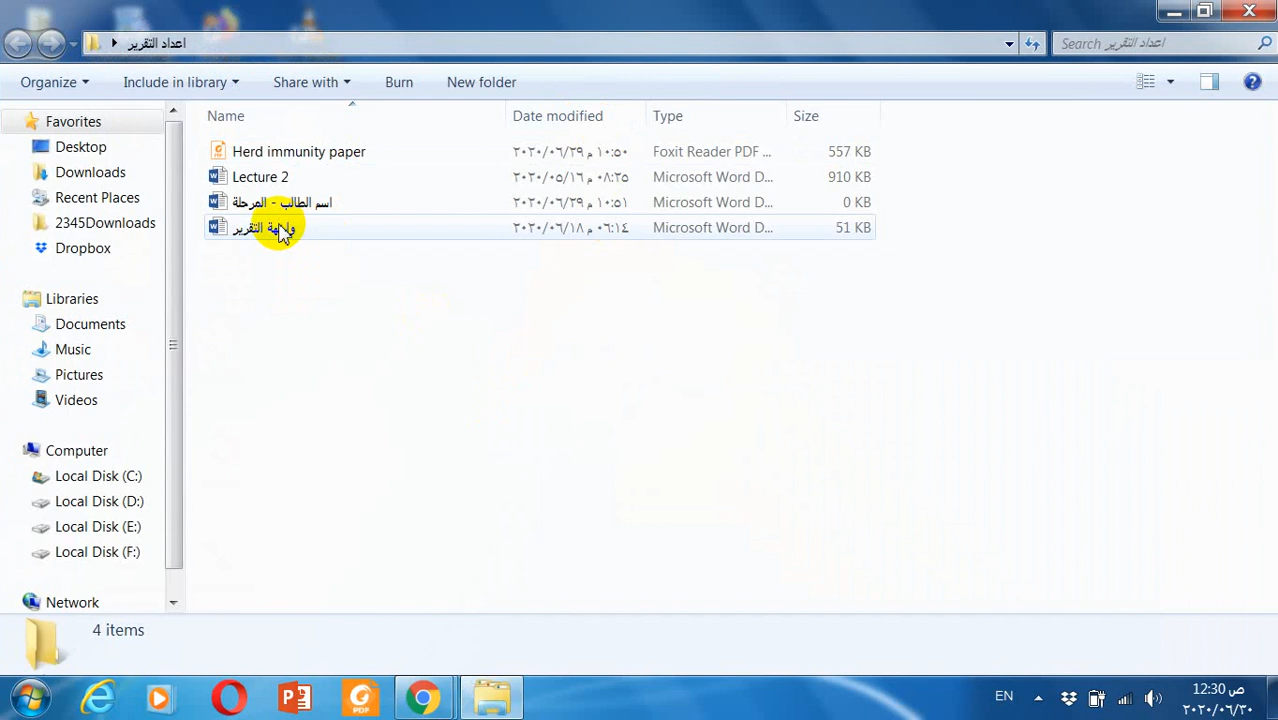 اعداد التقرير
Search اعداد التقرير
Organize Include in library Share with Burn New folder
Name Date modified Type Size
Herd immunity paper ٢٠٢٠/٠٦/٢٩ م ١٠:٥٠ Foxit Reader PDF ... 557 KB
Lecture 2 ٢٠٢٠/٠٥/١٦ م ٠٨:٢٥ Microsoft Word D... 910 KB
اسم الطالب - المرحلة ٢٠٢٠/٠٦/٢٩ م ١٠:٥١ Microsoft Word D... 0 KB
واجهة التقرير ٢٠٢٠/٠٦/١٨ م ٠٦:١٤ Microsoft Word D... 51 KB
Favorites
Desktop
Downloads
Recent Places
2345Downloads
Dropbox
Libraries
Documents
Music
Pictures
Videos
Computer
Local Disk (C:)
Local Disk (D:)
Local Disk (E:)
Local Disk (F:)
Network
4 items
PDF
EN
12:30 ص
٢٠٢٠/٠٦/٣٠